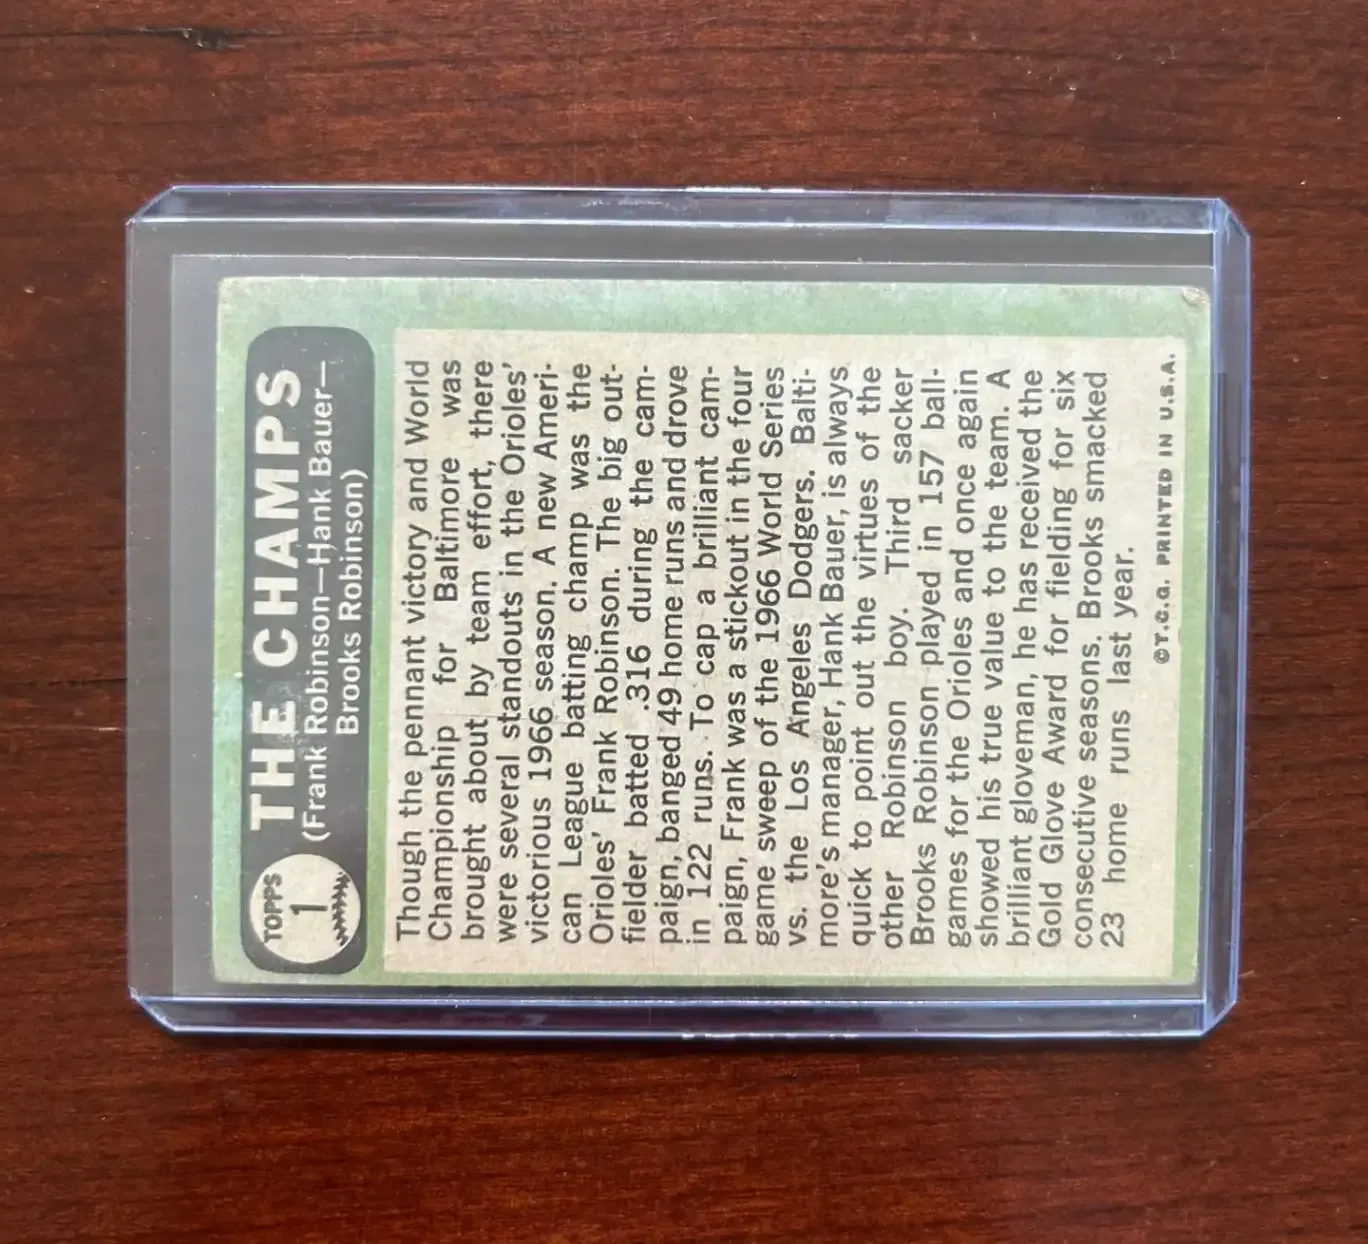 TOPPS
1
THE CHAMPS
(Frank Robinson—Hank Bauer—
Brooks Robinson)
Though the pennant victory and World
Championship for Baltimore was
brought about by team effort, there
were several standouts in the Orioles'
victorious 1966 season. A new Ameri-
can League batting champ was the
Orioles' Frank Robinson. The big out-
fielder batted .316 during the cam-
paign, banged 49 home runs and drove
in 122 runs. To cap a brilliant cam-
paign, Frank was a stickout in the four
game sweep of the 1966 World Series
vs. the Los Angeles Dodgers. Balti-
more's manager, Hank Bauer, is always
quick to point out the virtues of the
other Robinson boy. Third sacker
Brooks Robinson played in 157 ball-
games for the Orioles and once again
showed his true value to the team. A
brilliant gloveman, he has received the
Gold Glove Award for fielding for six
consecutive seasons. Brooks smacked
23 home runs last year.
©T.C.G. PRINTED IN U.S.A.